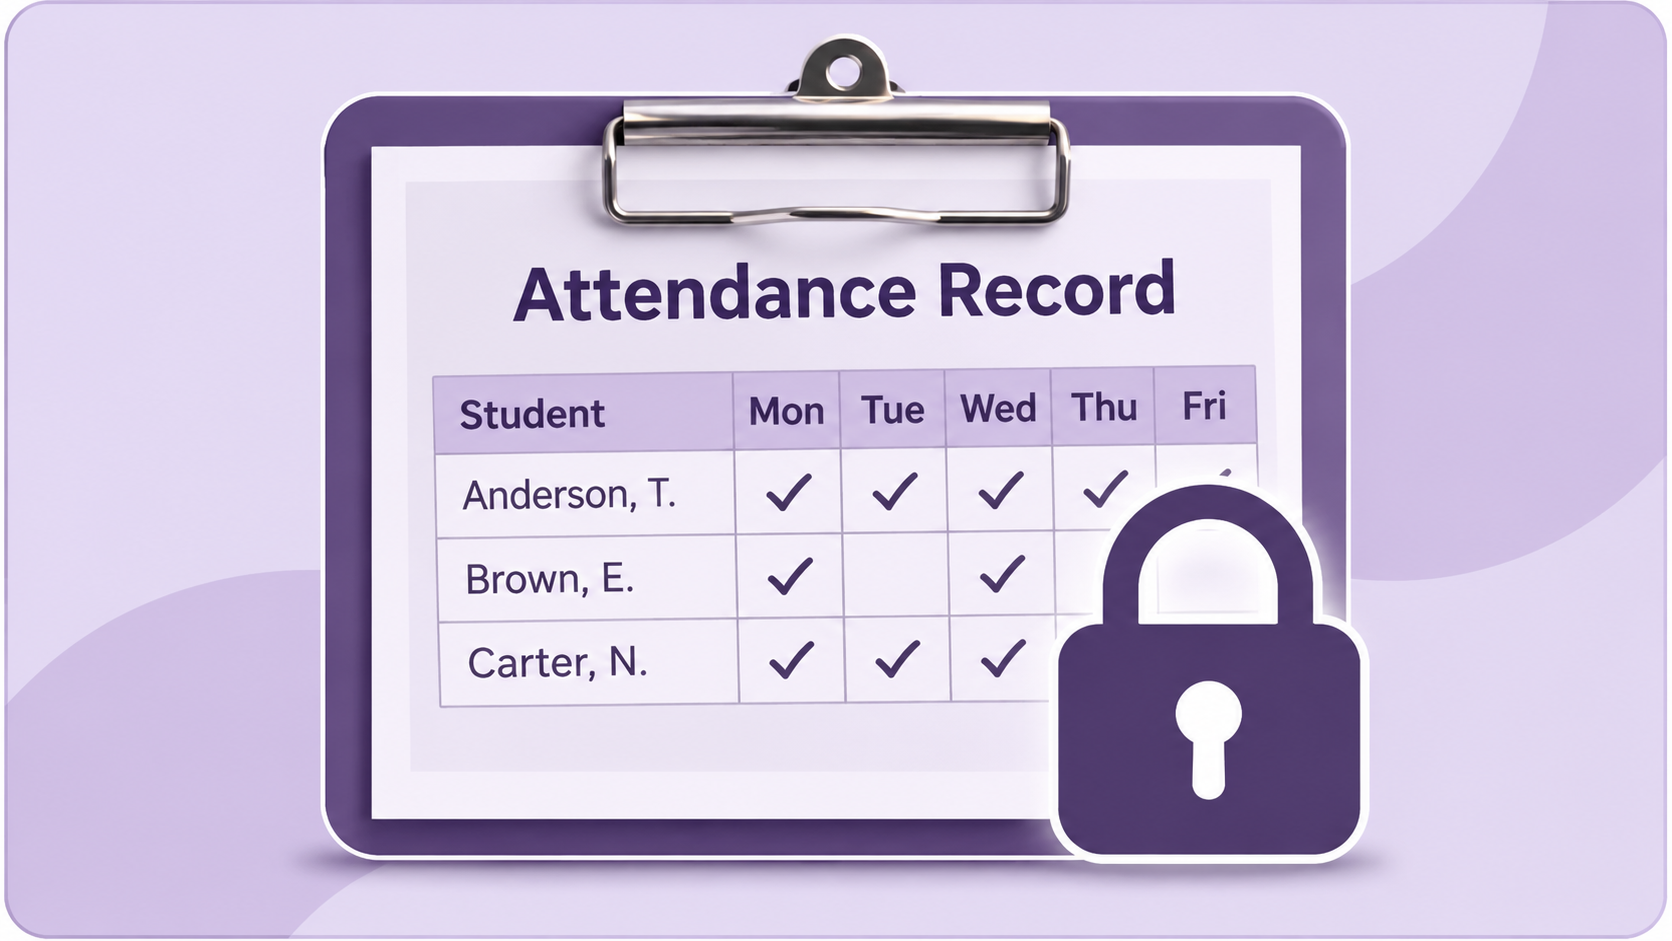 Attendance Record
Student Mon Tue Wed Thu Fri
Anderson, T. ✓ ✓ ✓ ✓
Brown, E. ✓ ✓
Carter, N. ✓ ✓ ✓